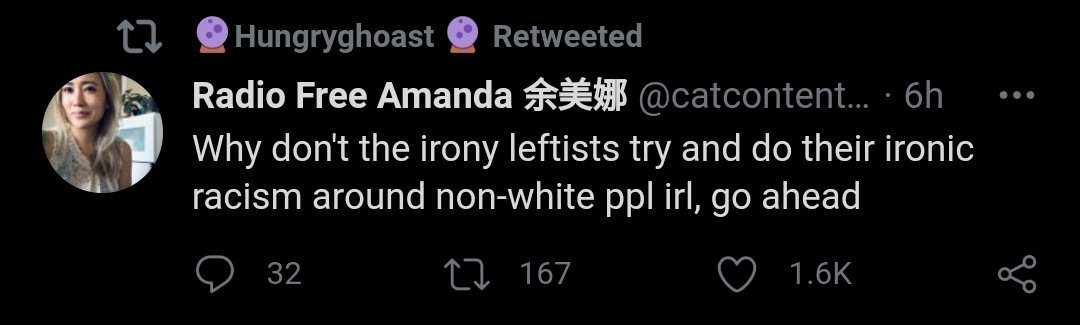 🔮Hungryghoast 🔮 Retweeted
Radio Free Amanda 余美娜 @catcontent... · 6h
Why don't the irony leftists try and do their ironic
racism around non-white ppl irl, go ahead
32 167 1.6K